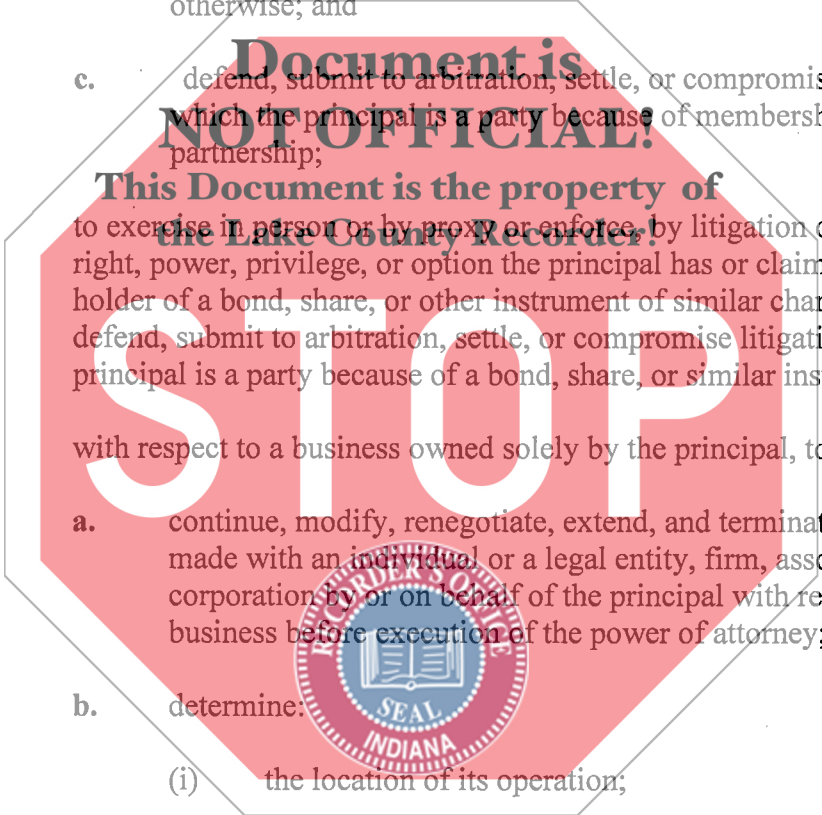 otherwise; and
Document is
c. defend, submit to arbitration, settle, or compromis
NOT OFFICIAL!
which the principal is a party because of membersh
partnership;
This Document is the property of
to exercise in person or by proxy or enforce, by litigation o
the Lake County Recorder!
right, power, privilege, or option the principal has or claim
holder of a bond, share, or other instrument of similar char
defend, submit to arbitration, settle, or compromise litigati
principal is a party because of a bond, share, or similar ins
STOP
with respect to a business owned solely by the principal, to
a. continue, modify, renegotiate, extend, and terminat
made with an individual or a legal entity, firm, asso
corporation by or on behalf of the principal with re
business before execution of the power of attorney;
RECORDER'S OFFICE
SEAL
INDIANA
b. determine:
(i) the location of its operation;